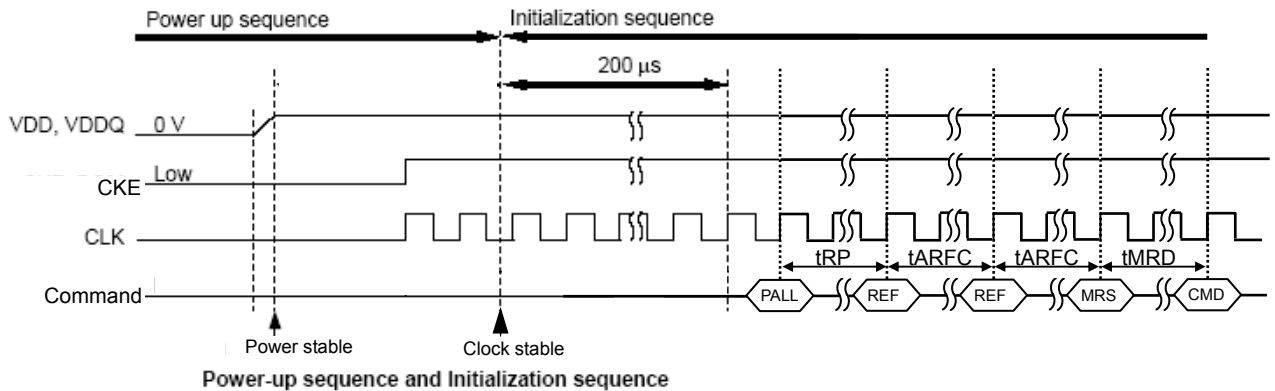 Power up sequence Initialization sequence
200 μs
VDD, VDDQ 0 V
Low
CKE
CLK
tRP tARFC tARFC tMRD
Command PALL REF REF MRS CMD
Power stable Clock stable
Power-up sequence and Initialization sequence